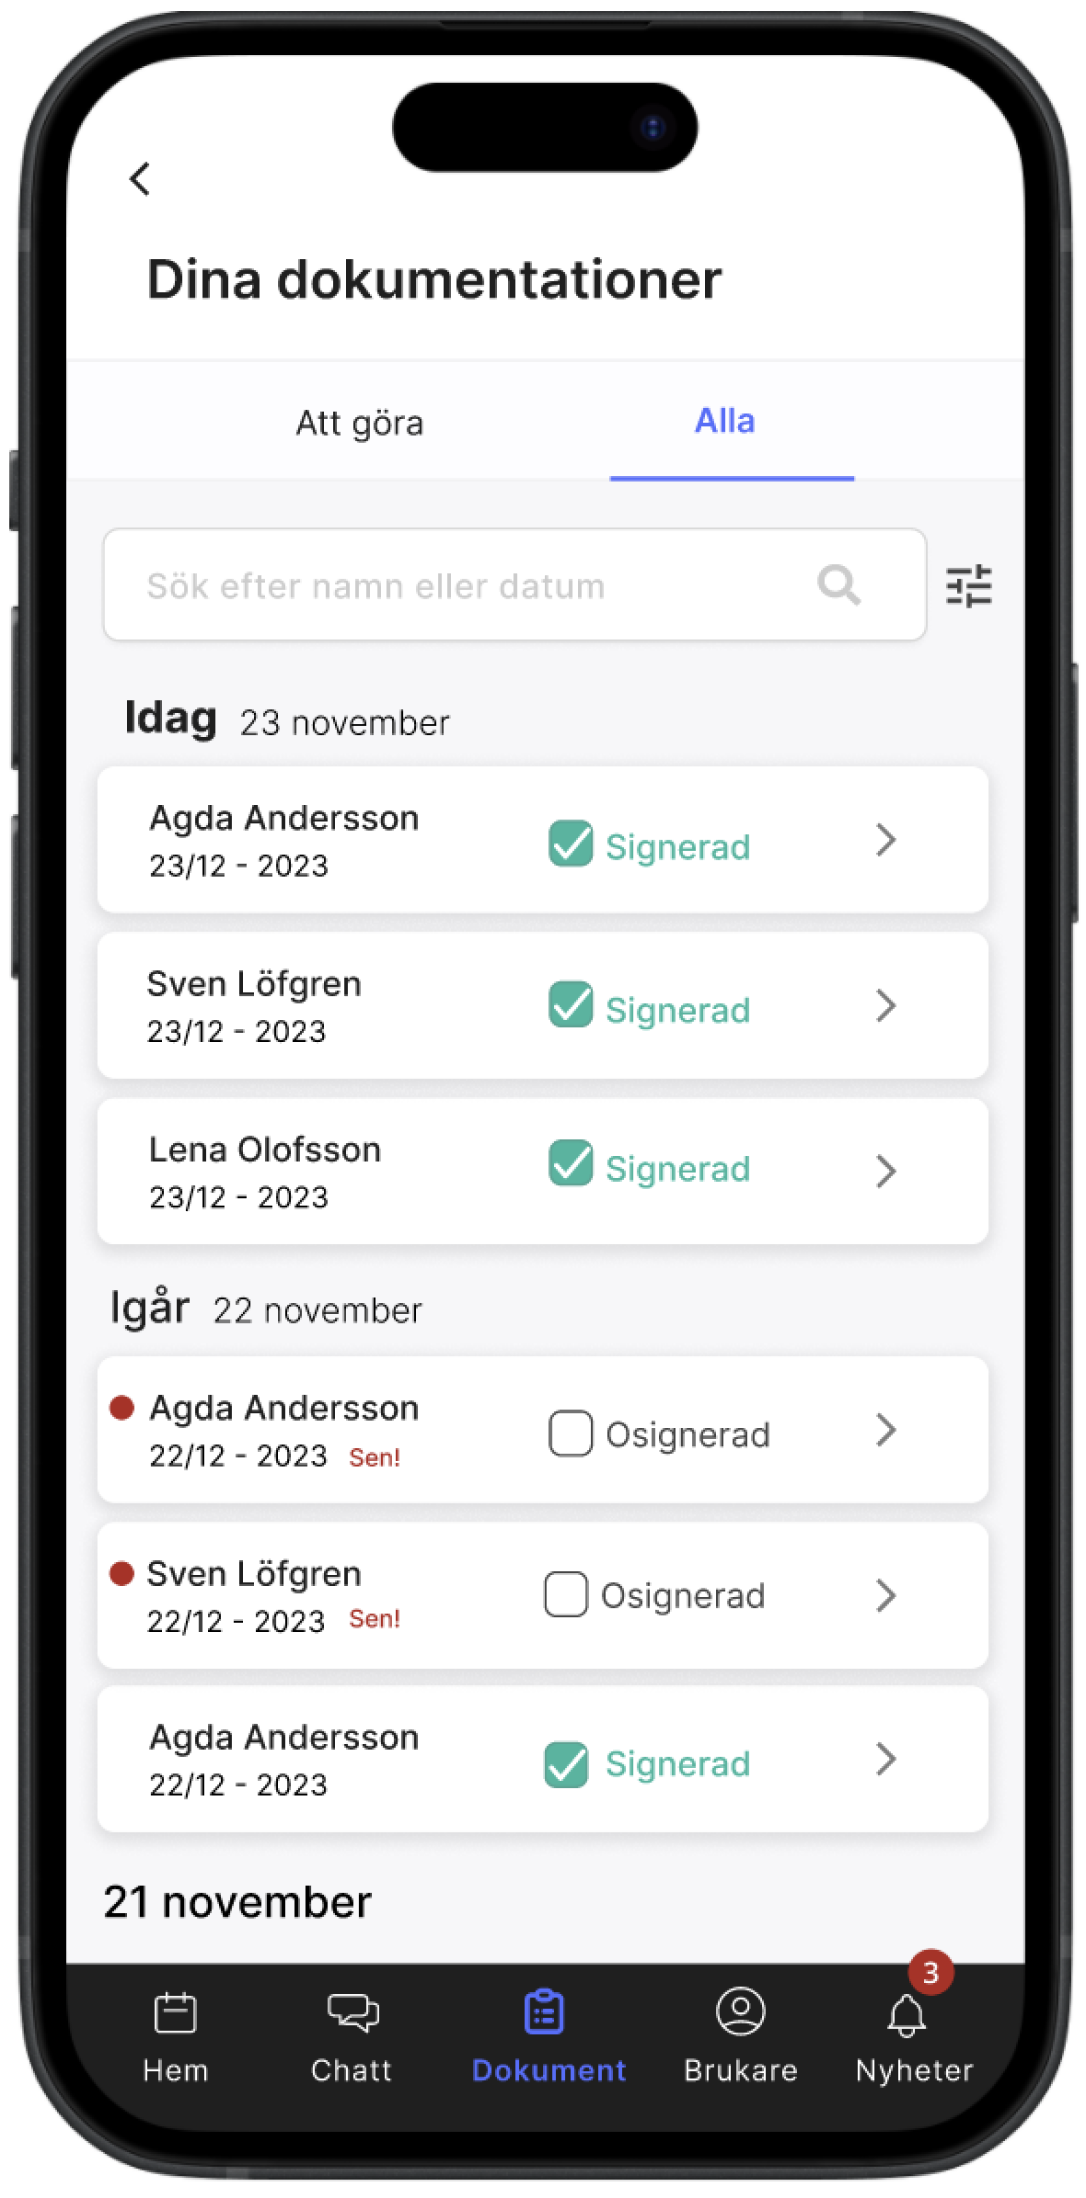 Dina dokumentationer
Att göra Alla
Sök efter namn eller datum
Idag 23 november
Agda Andersson
23/12 - 2023
Signerad
Sven Löfgren
23/12 - 2023
Signerad
Lena Olofsson
23/12 - 2023
Signerad
Igår 22 november
Agda Andersson
22/12 - 2023 Sen!
Osignerad
Sven Löfgren
22/12 - 2023 Sen!
Osignerad
Agda Andersson
22/12 - 2023
Signerad
21 november
3
Hem Chatt Dokument Brukare Nyheter